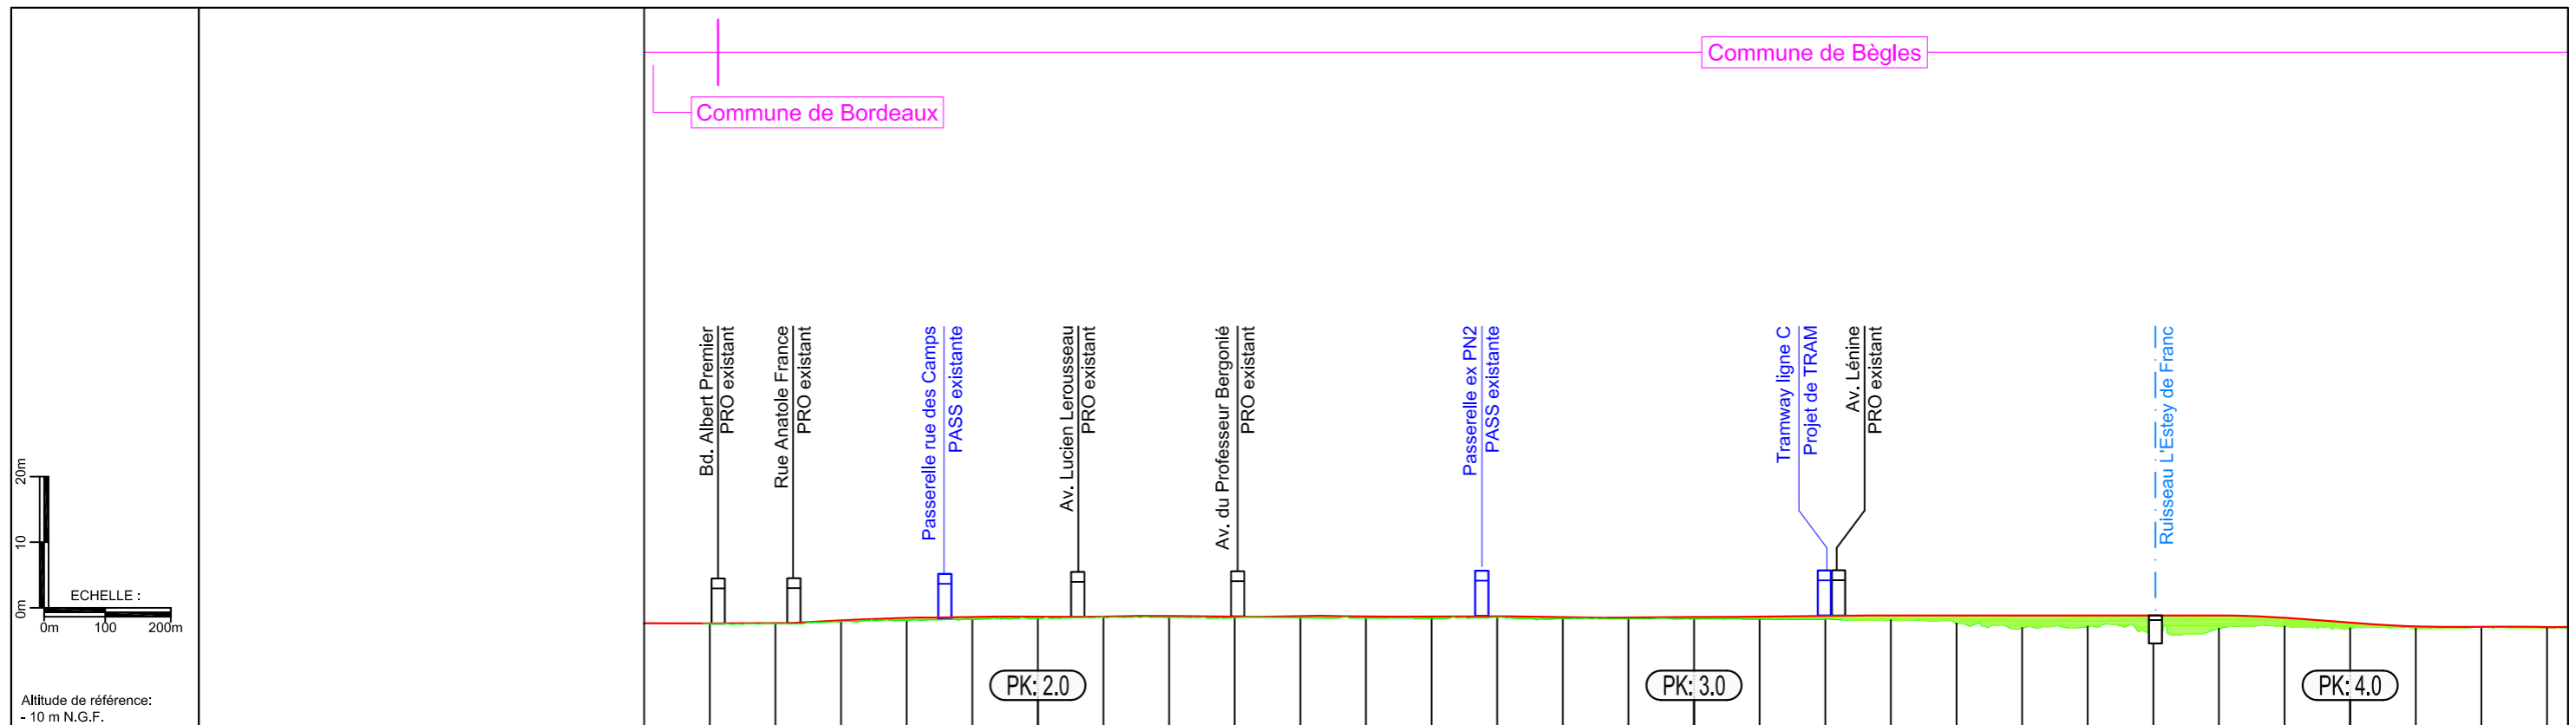 Commune de Bègles
Commune de Bordeaux
Bd. Albert Premier
PRO existant
Rue Anatole France
PRO existant
Passerelle rue des Camps
PASS existante
Av. Lucien Lerousseau
PRO existant
Av. du Professeur Bergonié
PRO existant
Passerelle ex PN2
PASS existante
Tramway ligne C
Projet de TRAM
Av. Lénine
PRO existant
Ruisseau L'Estey de Franc
20m
10
0m
ECHELLE :
0m 100 200m
PK: 2.0
PK: 3.0
PK: 4.0
Altitude de référence:
- 10 m N.G.F.